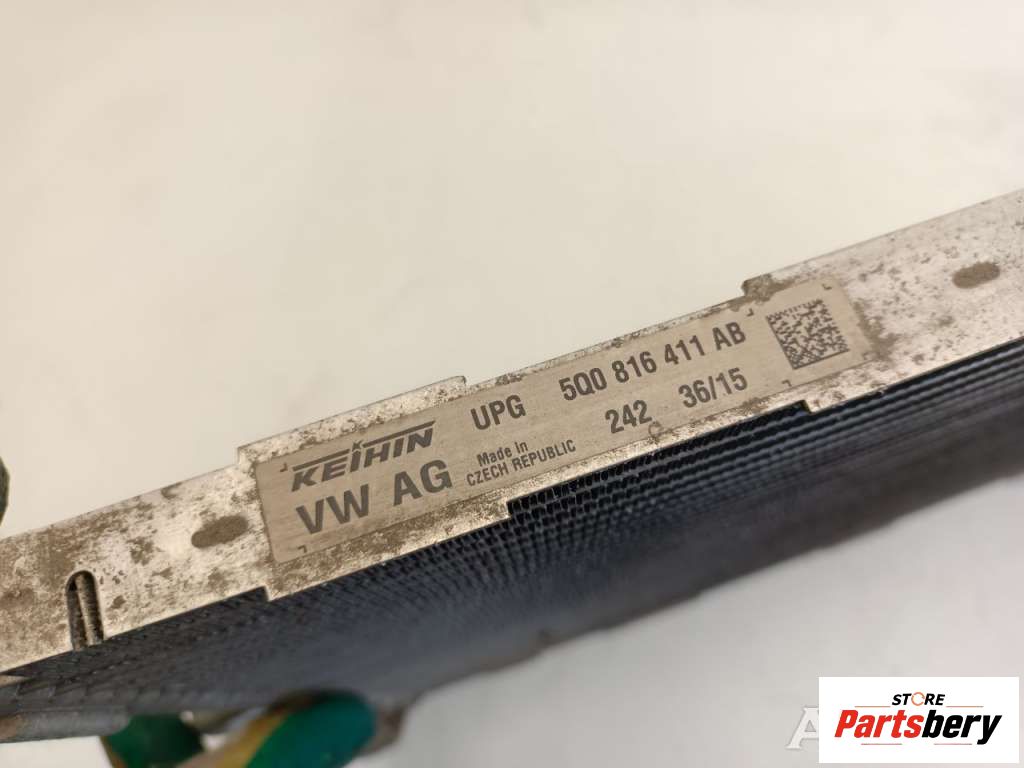 KEIHIN UPG 5Q0 816 411 AB
VW AG Made in
CZECH REPUBLIC 242 36/15
STORE
Partsbery